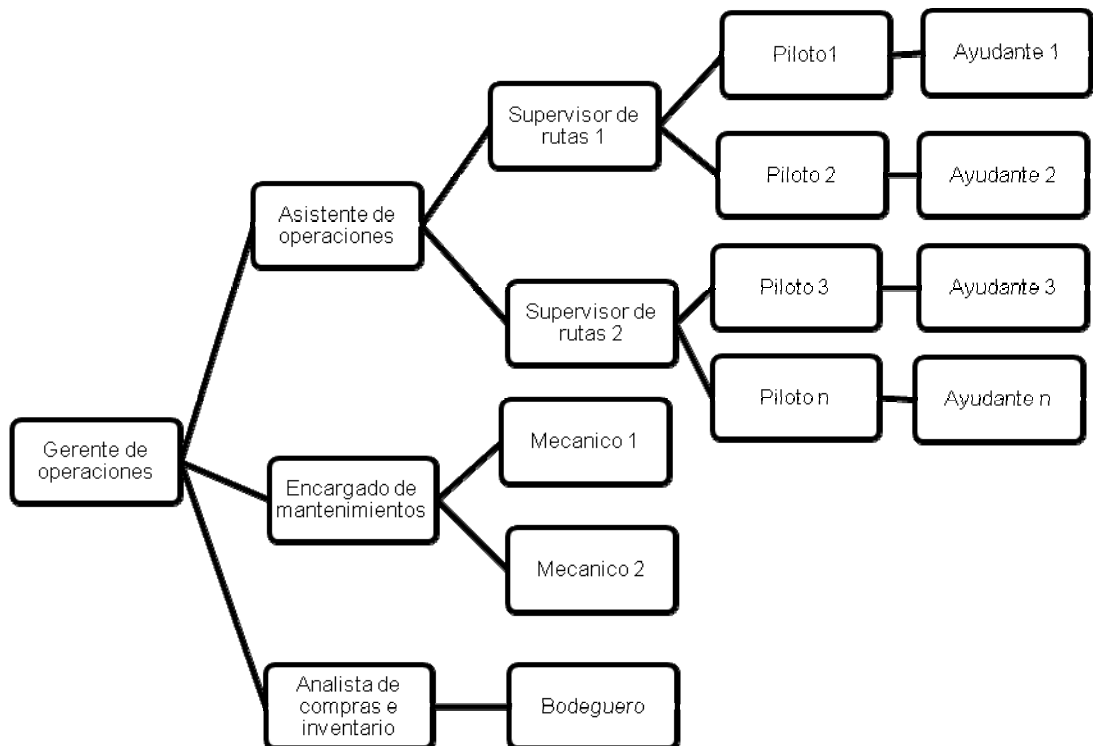 Piloto1
Ayudante 1
Supervisor de
rutas 1
Piloto 2
Ayudante 2
Asistente de
operaciones
Piloto 3
Ayudante 3
Supervisor de
rutas 2
Piloto n
Ayudante n
Gerente de
operaciones
Mecanico 1
Encargado de
mantenimientos
Mecanico 2
Analista de
compras e
inventario
Bodeguero